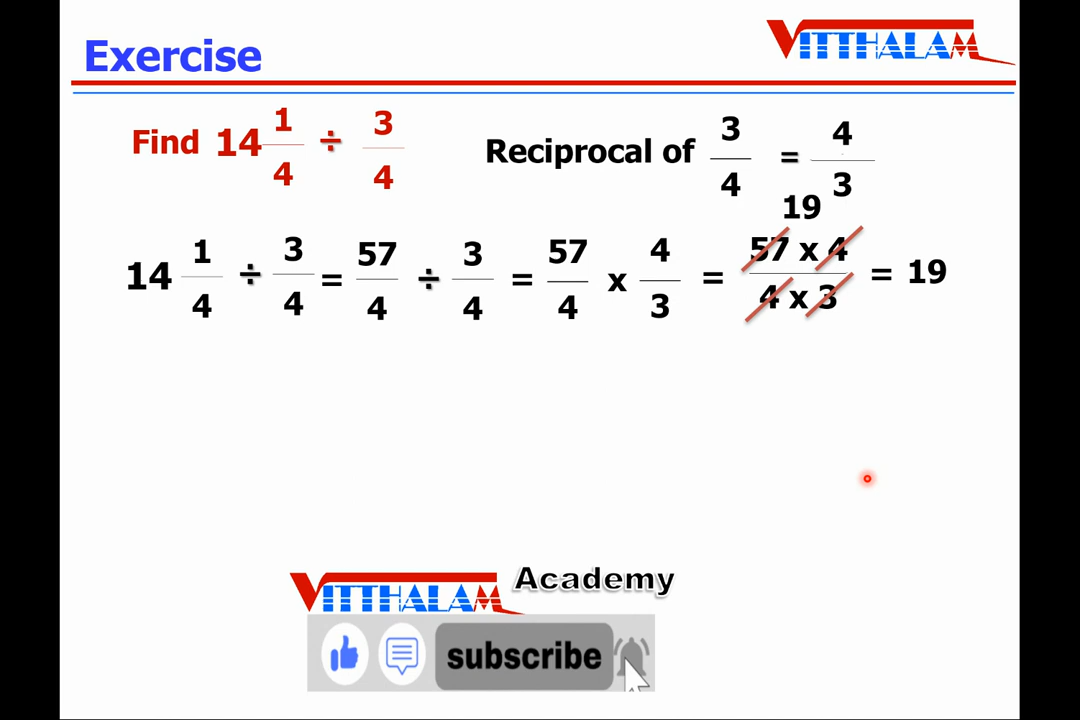 Exercise
VITTHALAM
Find 14 1/4 ÷ 3/4
Reciprocal of 3/4 = 4/3
19
14 1/4 ÷ 3/4 = 57/4 ÷ 3/4 = 57/4 x 4/3 = 57 x 4/4 x 3 = 19
VITTHALAM Academy
subscribe